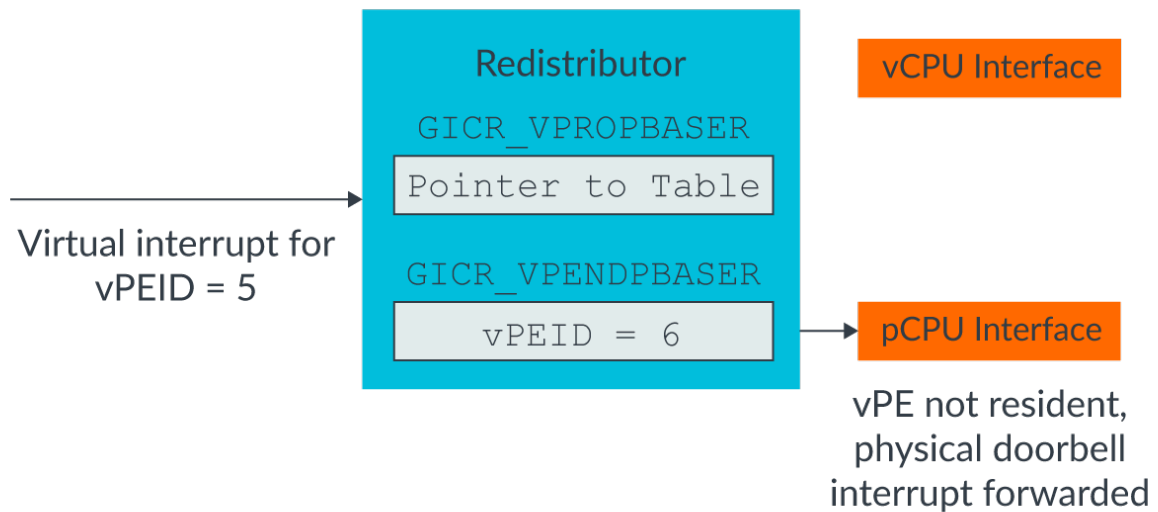 Redistributor
vCPU Interface
GICR_VPROPBASER
Pointer to Table
Virtual interrupt for
vPEID = 5
GICR_VPENDPBASER
vPEID = 6
pCPU Interface
vPE not resident,
physical doorbell
interrupt forwarded